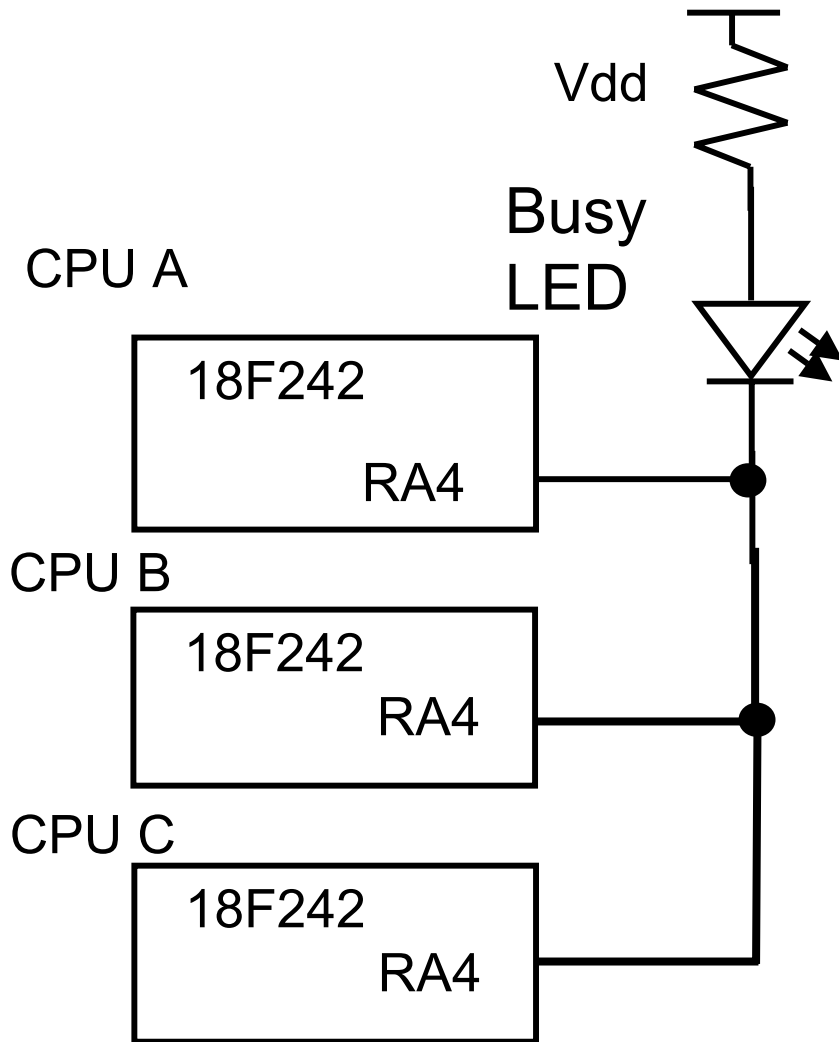 Vdd
Busy
LED
CPU A
18F242
RA4
CPU B
18F242
RA4
CPU C
18F242
RA4